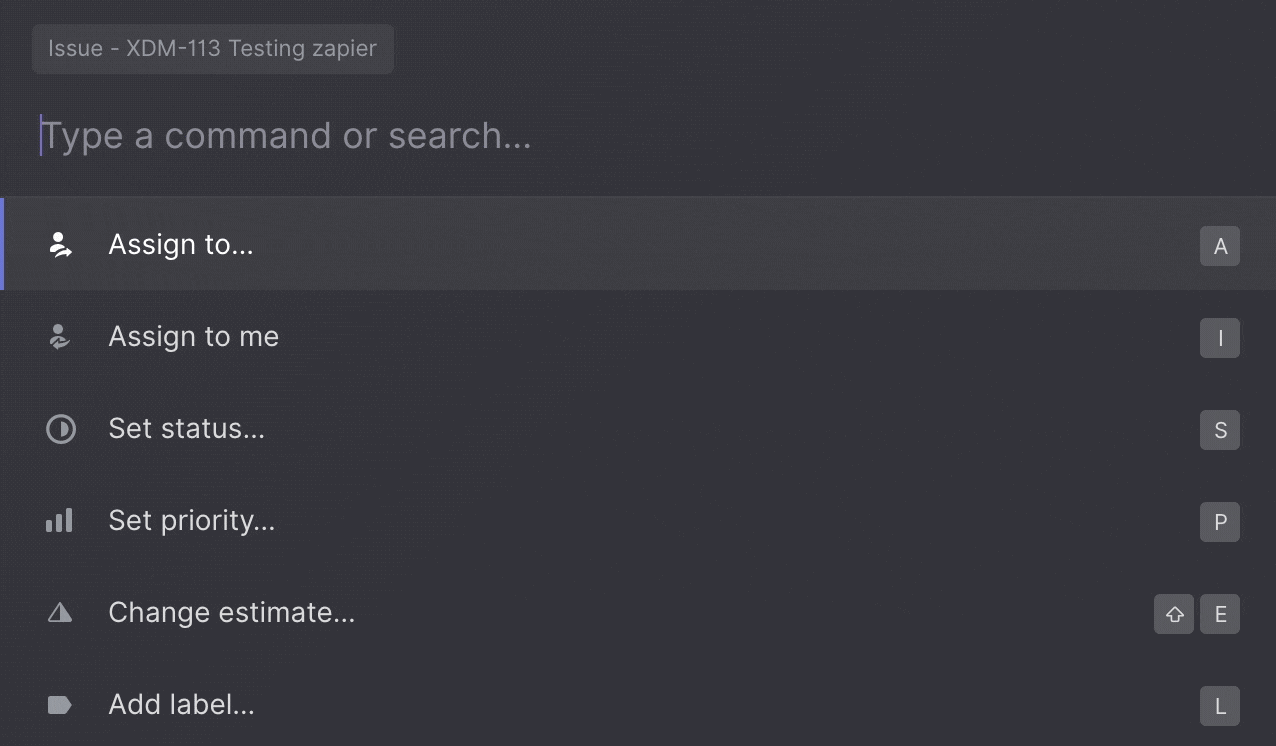 Issue - XDM-113 Testing zapier
Type a command or search...
Assign to... A
Assign to me I
Set status... S
Set priority... P
Change estimate... ⇧ E
Add label... L